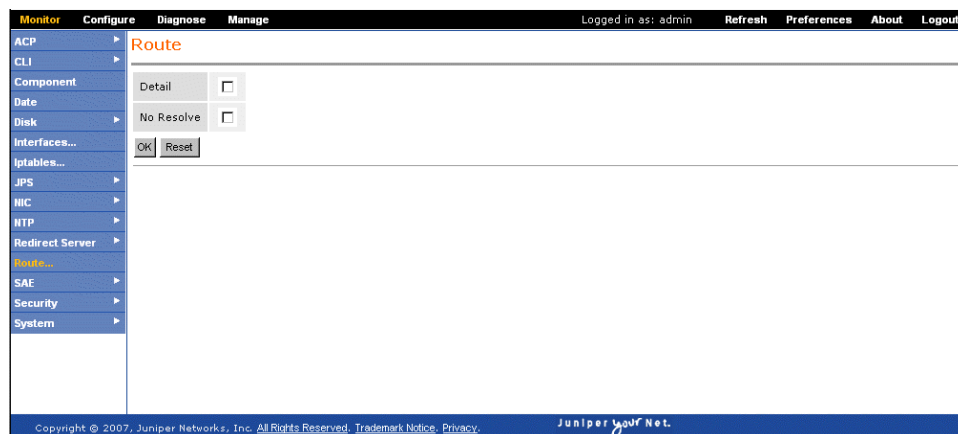 Monitor Configure Diagnose Manage Logged in as: admin Refresh Preferences About Logout
ACP
CLI
Component
Date
Disk
Interfaces...
Iptables...
JPS
NIC
NTP
Redirect Server
Route...
SAE
Security
System
Route
Detail
No Resolve
OK Reset
Copyright © 2007, Juniper Networks, Inc. All Rights Reserved. Trademark Notice. Privacy.
Juniper your Net.